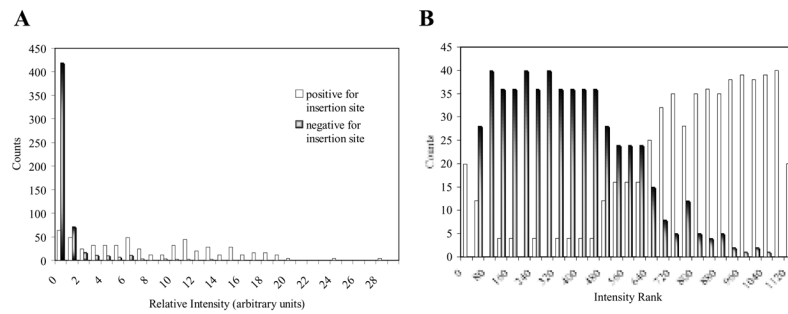 A
450
400
350
300
250
200
150
100
50
0
Counts
positive for
insertion site
negative for
insertion site
0 2 4 6 8 10 12 14 16 18 20 22 24 26 28
Relative Intensity (arbitrary units)
B
45
40
35
30
25
20
15
10
5
0
Counts
0 80 160 240 320 400 480 560 640 720 800 880 960 1040 1120
Intensity Rank